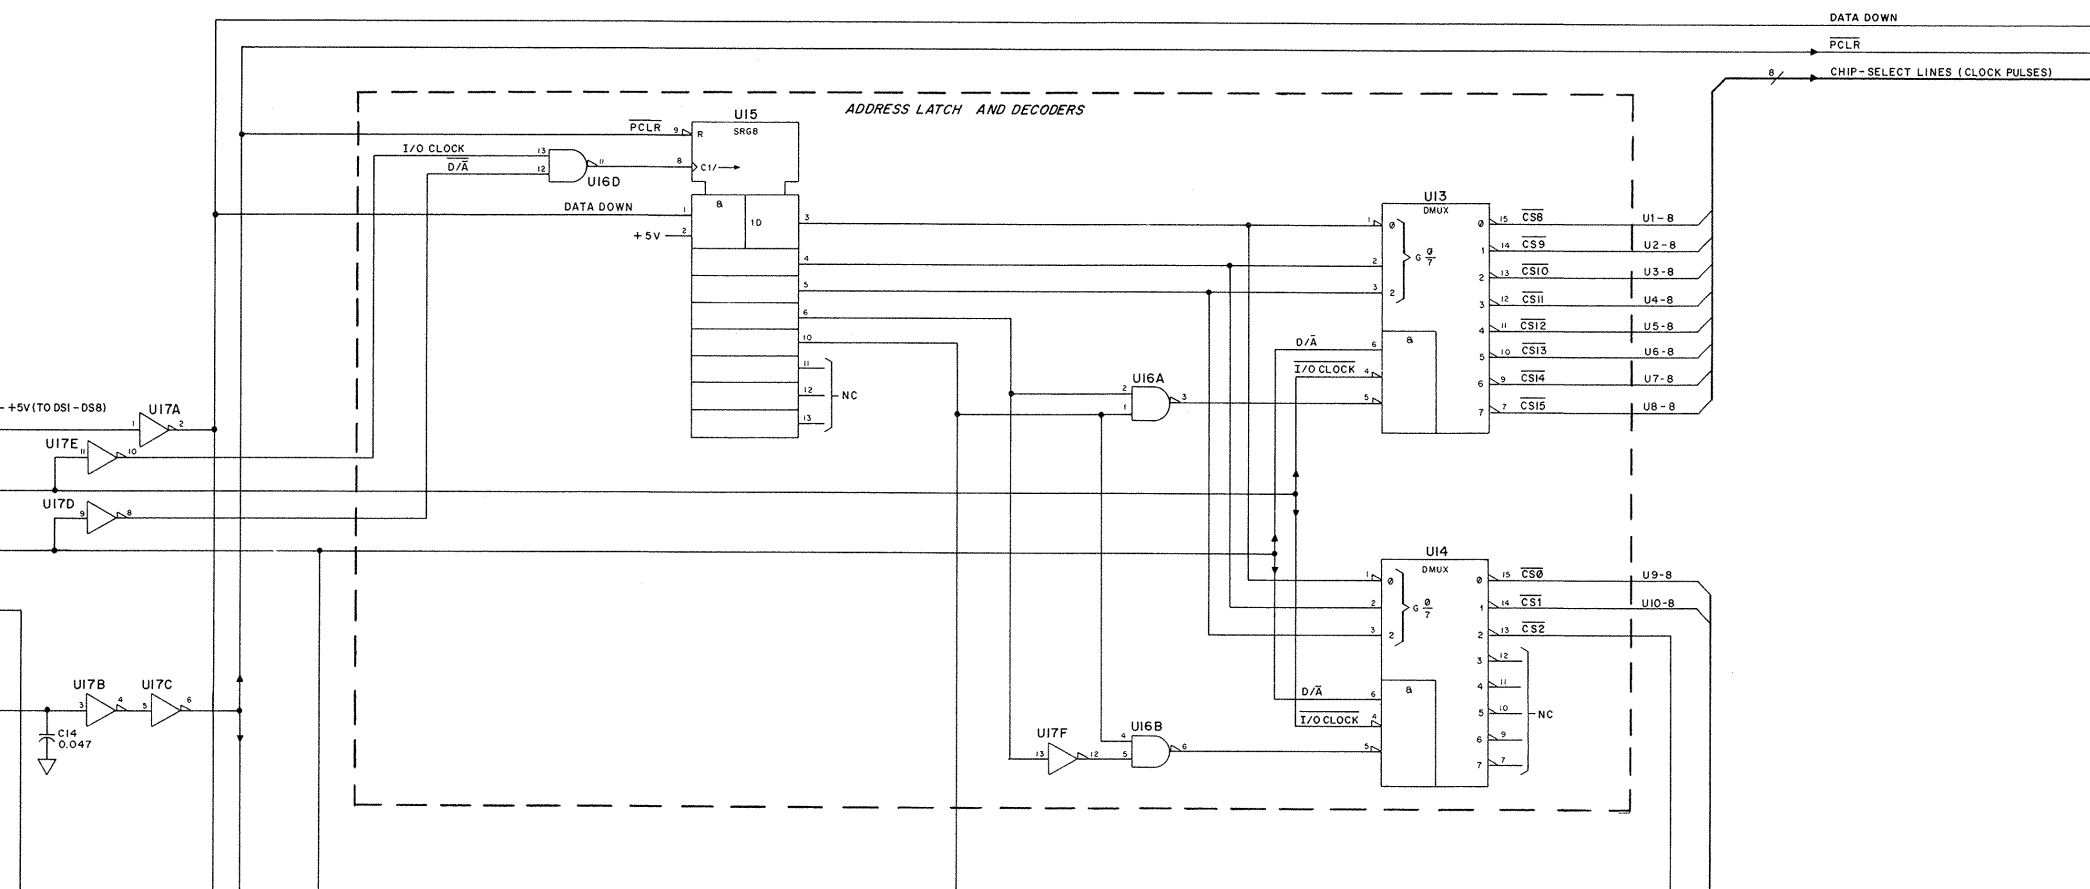 DATA DOWN
PCLR
8
CHIP-SELECT LINES (CLOCK PULSES)
ADDRESS LATCH AND DECODERS
U15
SRG8
PCLR 9 R
I/O CLOCK 13
D/A 12
11
U16D
8 C1/
DATA DOWN 1
a
1D
+5V 2
3
4
5
6
10
11
12
13
NC
U13
DMUX
1 0
2
3 2
G 0/7
D/A 6
I/O CLOCK 4
5
a
0 15 CS8 U1-8
1 14 CS9 U2-8
2 13 CS10 U3-8
3 12 CS11 U4-8
4 11 CS12 U5-8
5 10 CS13 U6-8
6 9 CS14 U7-8
7 7 CS15 U8-8
U16A
2
1
3
+5V (TO DS1-DS8)
U17A
1 2
U17E
11 10
U17D
9 8
U17B
3 4
U17C
5 6
C14
0.047
U17F
13 12
U16B
4
5
6
U14
DMUX
1 Ø
2
3 2
G Ø/7
D/A 6
I/O CLOCK 4
5
a
Ø 15 CSØ U9-8
1 14 CS1 U10-8
2 13 CS2
3 12
4 11
5 10
6 9
7 7
NC